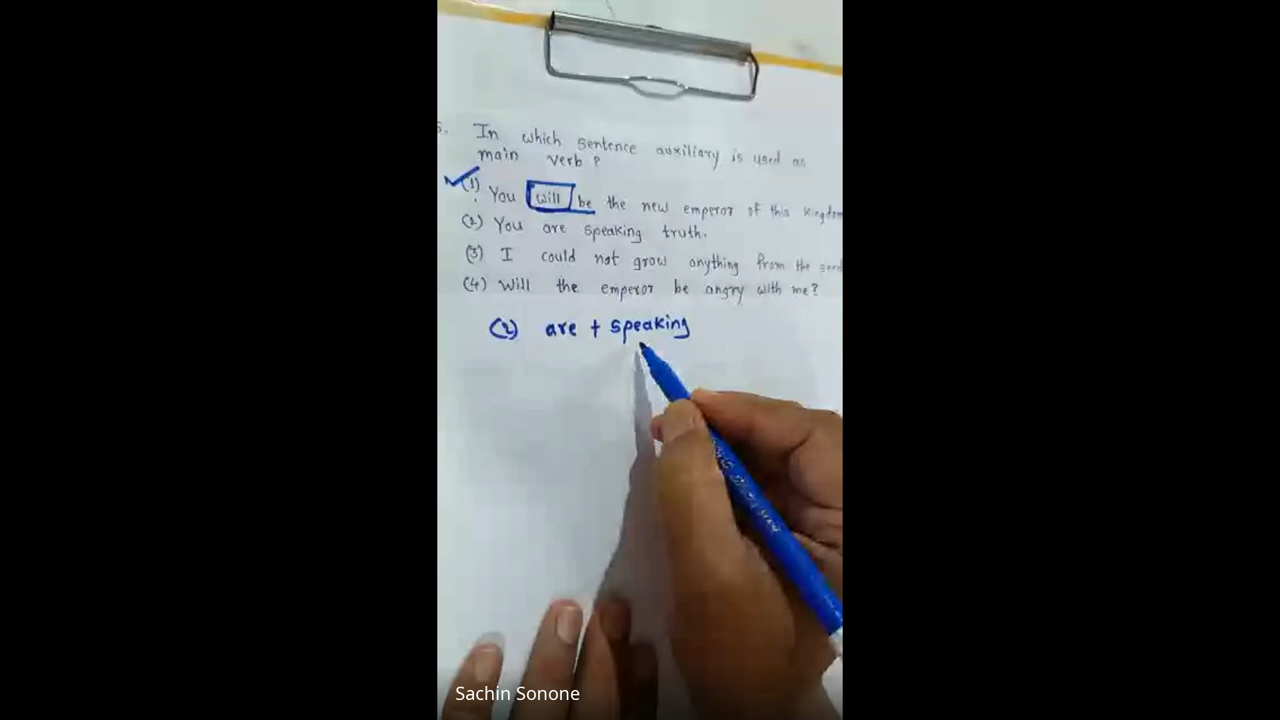 5. In which sentence auxiliary is used as
main verb ?
(1) You will be the new emperor of this kingdom
(2) You are speaking truth.
(3) I could not grow anything from the seed
(4) Will the emperor be angry with me?
(2) are + speaking
Sachin Sonone